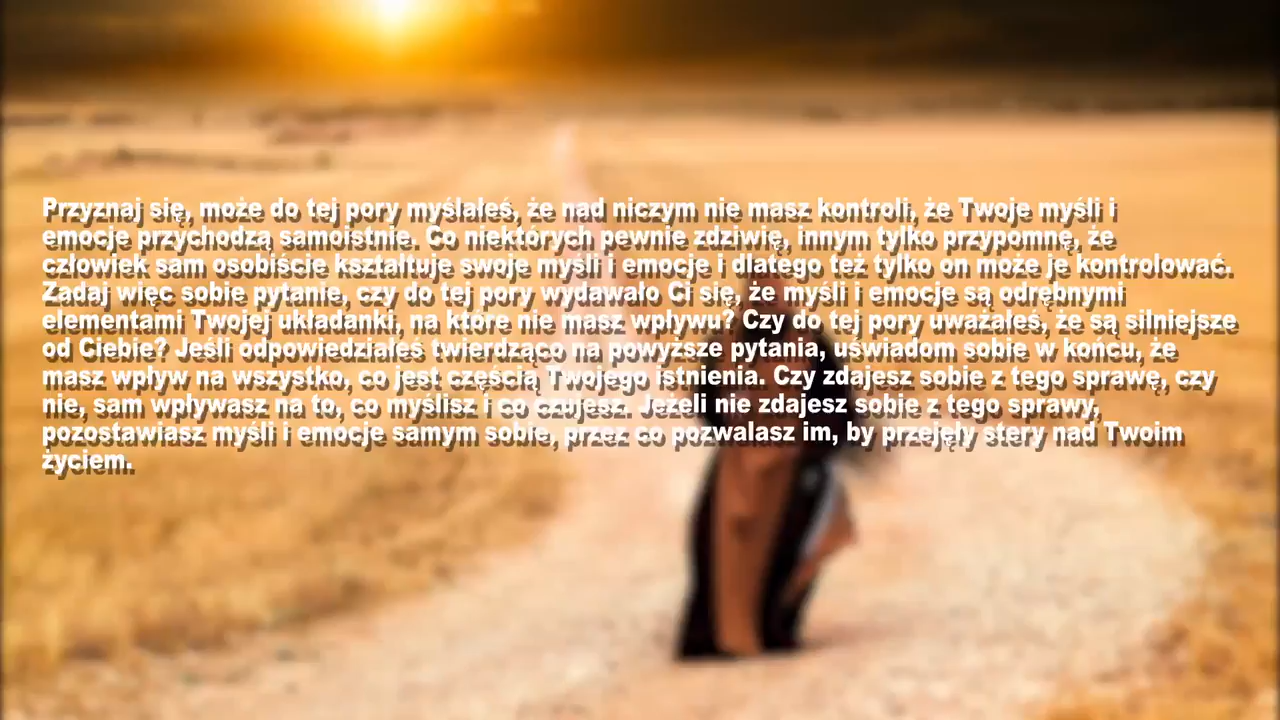 Przyznaj się, może do tej pory myślałeś, że nad niczym nie masz kontroli, że Twoje myśli i
emocje przychodzą samoistnie. Co niektórych pewnie zdziwię, innym tylko przypomnę, że
człowiek sam osobiście kształtuje swoje myśli i emocje i dlatego też tylko on może je kontrolować.
Zadaj więc sobie pytanie, czy do tej pory wydawało Ci się, że myśli i emocje są odrębnymi
elementami Twojej układanki, na które nie masz wpływu? Czy do tej pory uważałeś, że są silniejsze
od Ciebie? Jeśli odpowiedziałeś twierdząco na powyższe pytania, uświadom sobie w końcu, że
masz wpływ na wszystko, co jest częścią Twojego istnienia. Czy zdajesz sobie z tego sprawę, czy
nie, sam wpływasz na to, co myślisz i co czujesz. Jeżeli nie zdajesz sobie z tego sprawy,
pozostawiasz myśli i emocje samym sobie, przez co pozwalasz im, by przejęły stery nad Twoim
życiem.